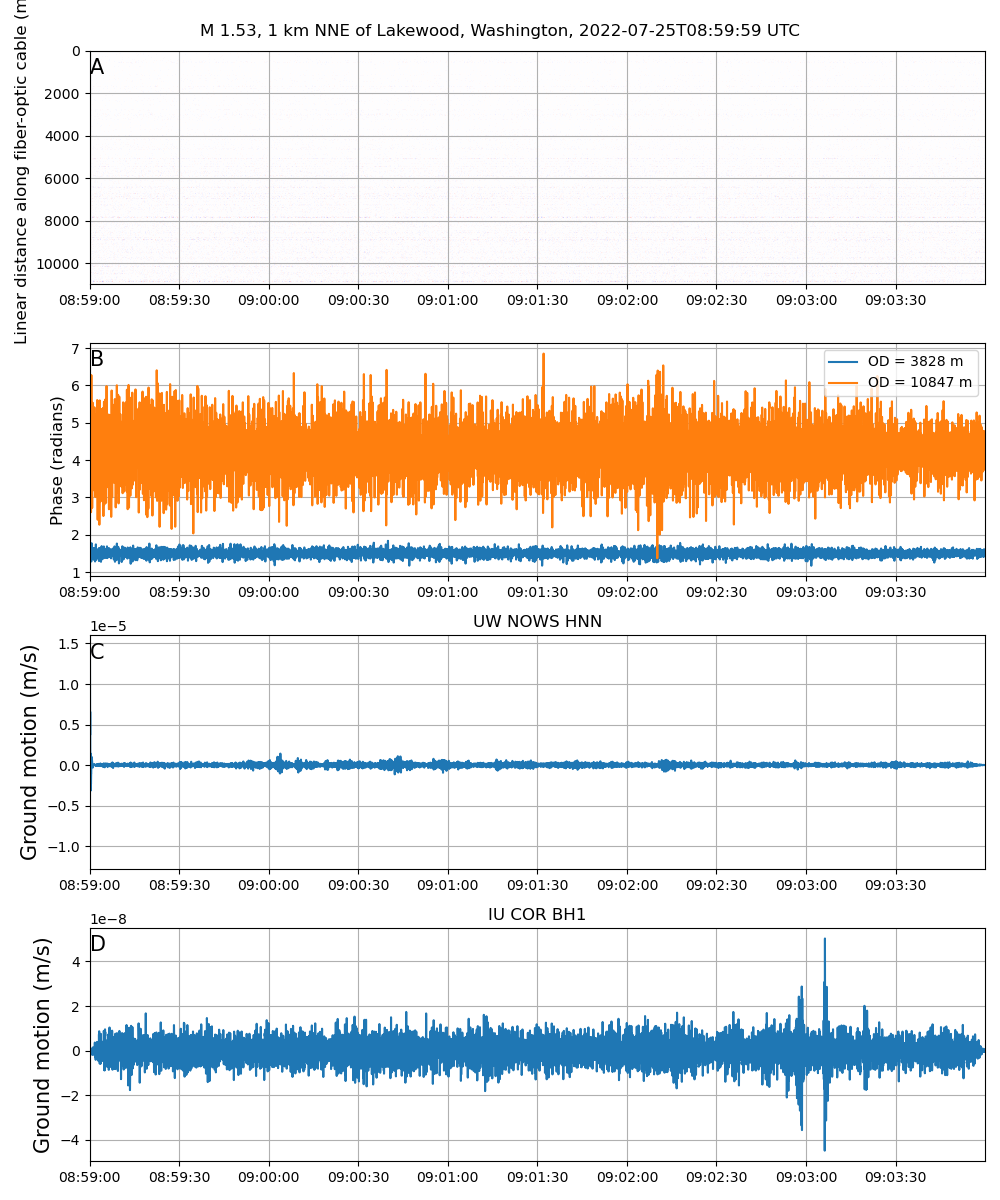 M 1.53, 1 km NNE of Lakewood, Washington, 2022-07-25T08:59:59 UTC
A
Linear distance along fiber-optic cable (m
0
2000
4000
6000
8000
10000
08:59:00 08:59:30 09:00:00 09:00:30 09:01:00 09:01:30 09:02:00 09:02:30 09:03:00 09:03:30
B
Phase (radians)
7
6
5
4
3
2
1
OD = 3828 m
OD = 10847 m
08:59:00 08:59:30 09:00:00 09:00:30 09:01:00 09:01:30 09:02:00 09:02:30 09:03:00 09:03:30
UW NOWS HNN
1e−5
C
Ground motion (m/s)
1.5
1.0
0.5
0.0
−0.5
−1.0
08:59:00 08:59:30 09:00:00 09:00:30 09:01:00 09:01:30 09:02:00 09:02:30 09:03:00 09:03:30
IU COR BH1
1e−8
D
Ground motion (m/s)
4
2
0
−2
−4
08:59:00 08:59:30 09:00:00 09:00:30 09:01:00 09:01:30 09:02:00 09:02:30 09:03:00 09:03:30